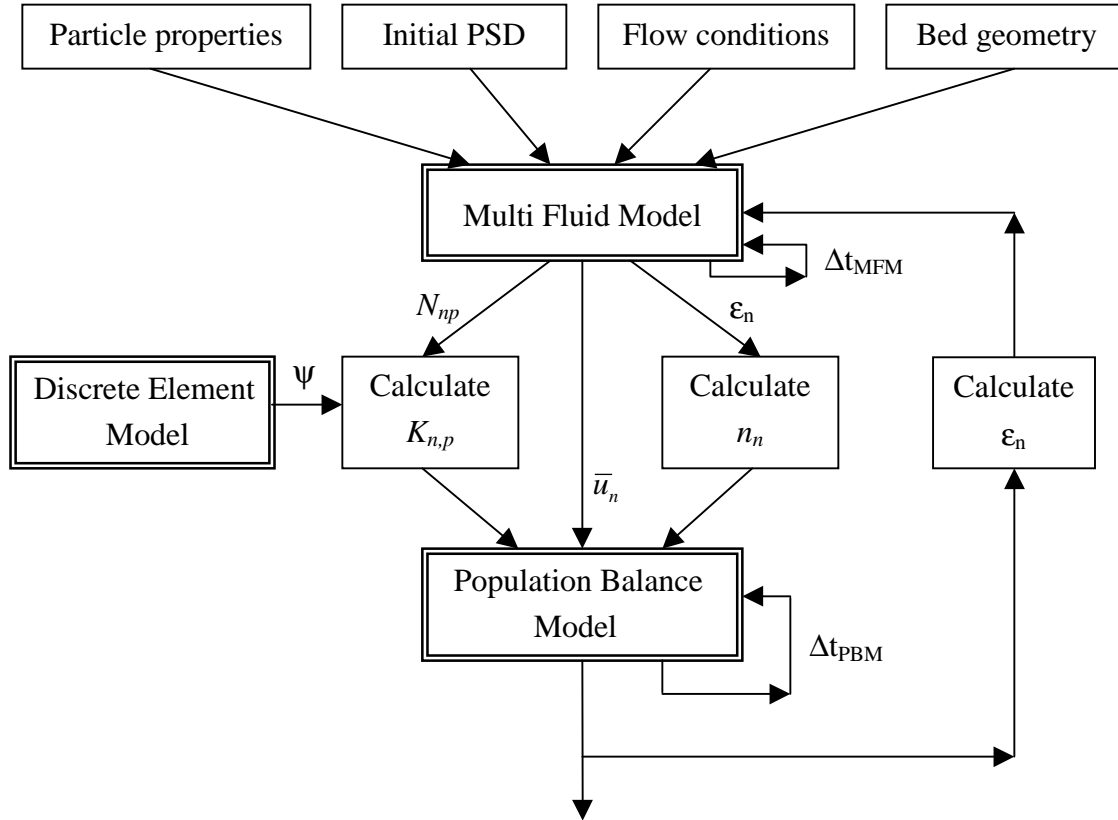 Particle properties
Initial PSD
Flow conditions
Bed geometry
Multi Fluid Model
Δt_MFM
N_np
ε_n
Discrete Element
Model
ψ
Calculate
K_n,p
Calculate
n_n
Calculate
ε_n
u̅_n
Population Balance
Model
Δt_PBM